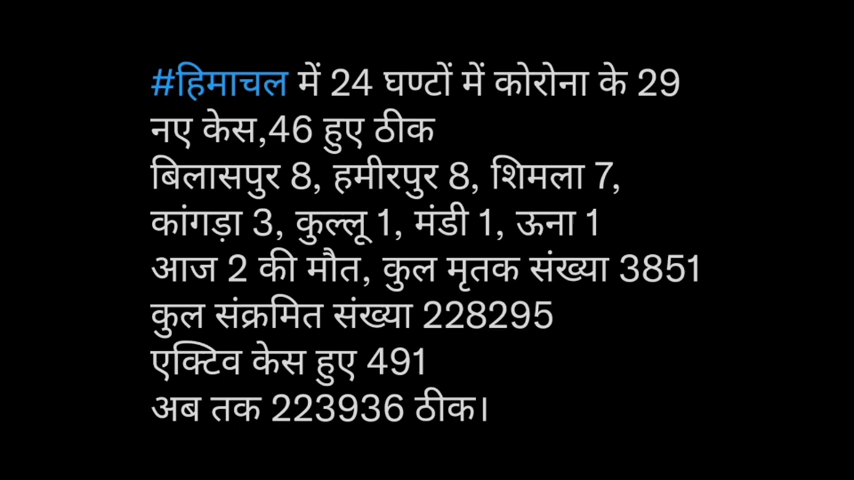 #हिमाचल में 24 घण्टों में कोरोना के 29
नए केस,46 हुए ठीक
बिलासपुर 8, हमीरपुर 8, शिमला 7,
कांगड़ा 3, कुल्लू 1, मंडी 1, ऊना 1
आज 2 की मौत, कुल मृतक संख्या 3851
कुल संक्रमित संख्या 228295
एक्टिव केस हुए 491
अब तक 223936 ठीक।